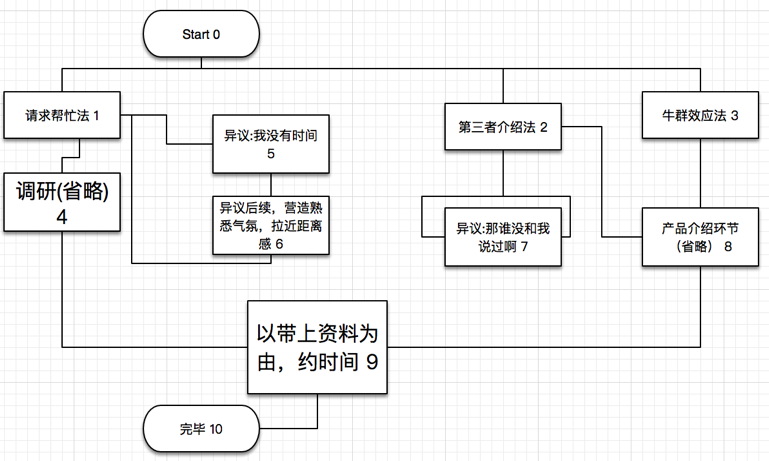 Start 0
请求帮忙法 1
异议:我没有时间
5
第三者介绍法 2
牛群效应法 3
调研(省略)
4
异议后续，营造熟
悉气氛，拉近距离
感 6
异议:那谁没和我
说过啊 7
产品介绍环节
（省略） 8
以带上资料为
由，约时间 9
完毕 10